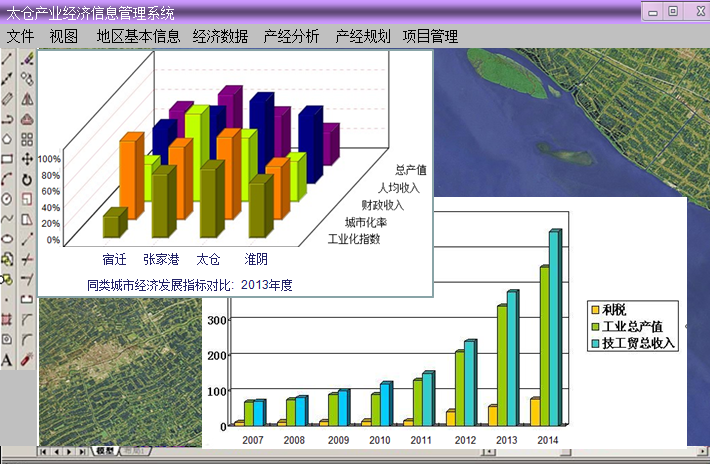 太仓产业经济信息管理系统
文件 视图 地区基本信息 经济数据 产经分析 产经规划 项目管理
100%
80%
60%
40%
20%
0%
总产值
人均收入
财政收入
城市化率
工业化指数
宿迁 张家港 太仓 淮阴
同类城市经济发展指标对比：2013年度
300
200
100
0
利税
工业总产值
技工贸总收入
2007 2008 2009 2010 2011 2012 2013 2014
A
模型 布局1